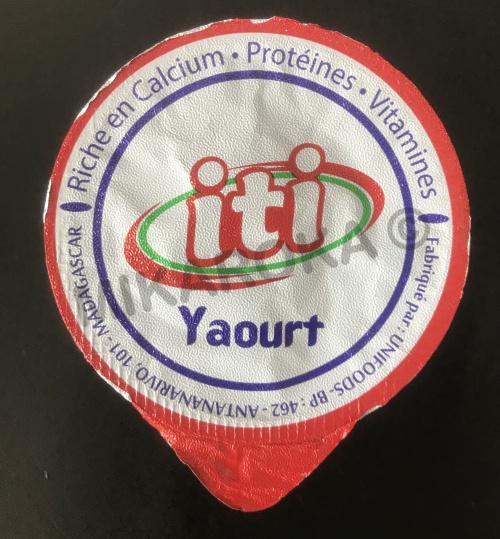 Riche en Calcium • Protéines • Vitamines
iti
Yaourt
Fabriqué par : UNIFOODS - BP : 462 - ANTANANARIVO. 101 - MADAGASCAR